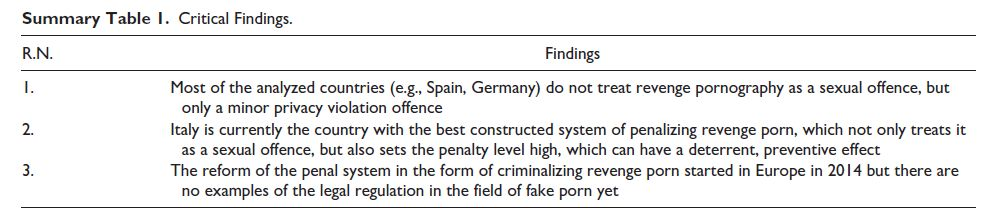 Summary Table 1. Critical Findings.
R.N. Findings
1. Most of the analyzed countries (e.g., Spain, Germany) do not treat revenge pornography as a sexual offence, but
only a minor privacy violation offence
2. Italy is currently the country with the best constructed system of penalizing revenge porn, which not only treats it
as a sexual offence, but also sets the penalty level high, which can have a deterrent, preventive effect
3. The reform of the penal system in the form of criminalizing revenge porn started in Europe in 2014 but there are
no examples of the legal regulation in the field of fake porn yet